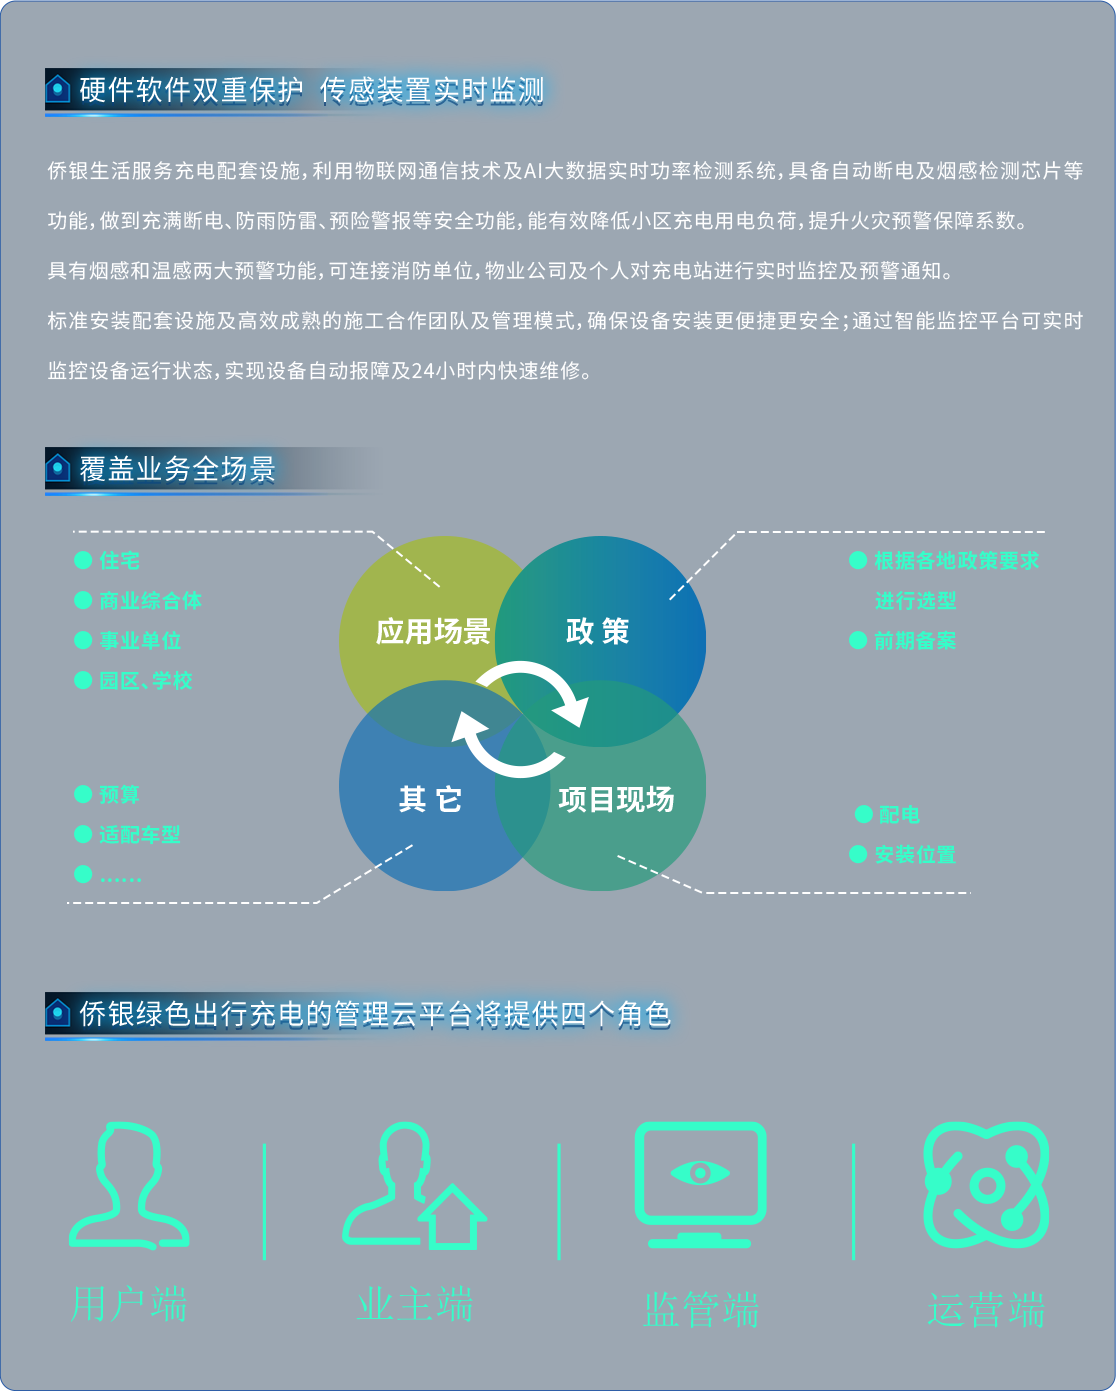 硬件软件双重保护 传感装置实时监测
侨银生活服务充电配套设施，利用物联网通信技术及AI大数据实时功率检测系统，具备自动断电及烟感检测芯片等
功能，做到充满断电、防雨防雷、预险警报等安全功能，能有效降低小区充电用电负荷，提升火灾预警保障系数。
具有烟感和温感两大预警功能，可连接消防单位，物业公司及个人对充电站进行实时监控及预警通知。
标准安装配套设施及高效成熟的施工合作团队及管理模式，确保设备安装更便捷更安全；通过智能监控平台可实时
监控设备运行状态，实现设备自动报障及24小时内快速维修。
覆盖业务全场景
住宅
商业综合体
事业单位
园区、学校
应用场景
政 策
根据各地政策要求
进行选型
前期备案
预算
适配车型
......
其 它
项目现场
配电
安装位置
侨银绿色出行充电的管理云平台将提供四个角色
用户端
业主端
监管端
运营端